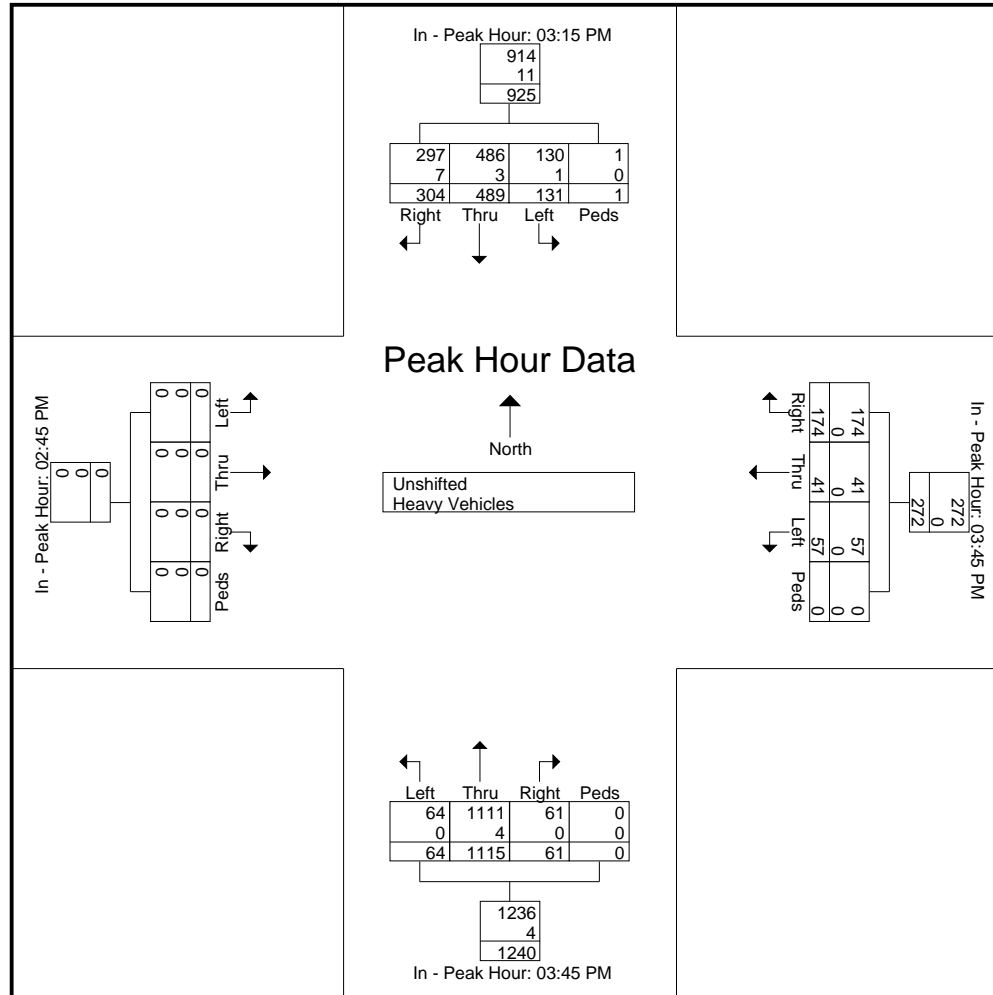 In - Peak Hour: 03:15 PM
914
11
925
297 486 130 1
7 3 1 0
304 489 131 1
Right Thru Left Peds
Peak Hour Data
North
Unshifted
Heavy Vehicles
In - Peak Hour: 02:45 PM
0
0
0
Left Thru Right Peds
0 0 0 0
0 0 0 0
0 0 0 0
In - Peak Hour: 03:45 PM
272
0
272
174 41 57 0
0 0 0 0
174 41 57 0
Right Thru Left Peds
Left Thru Right Peds
64 1111 61 0
0 4 0 0
64 1115 61 0
1236
4
1240
In - Peak Hour: 03:45 PM